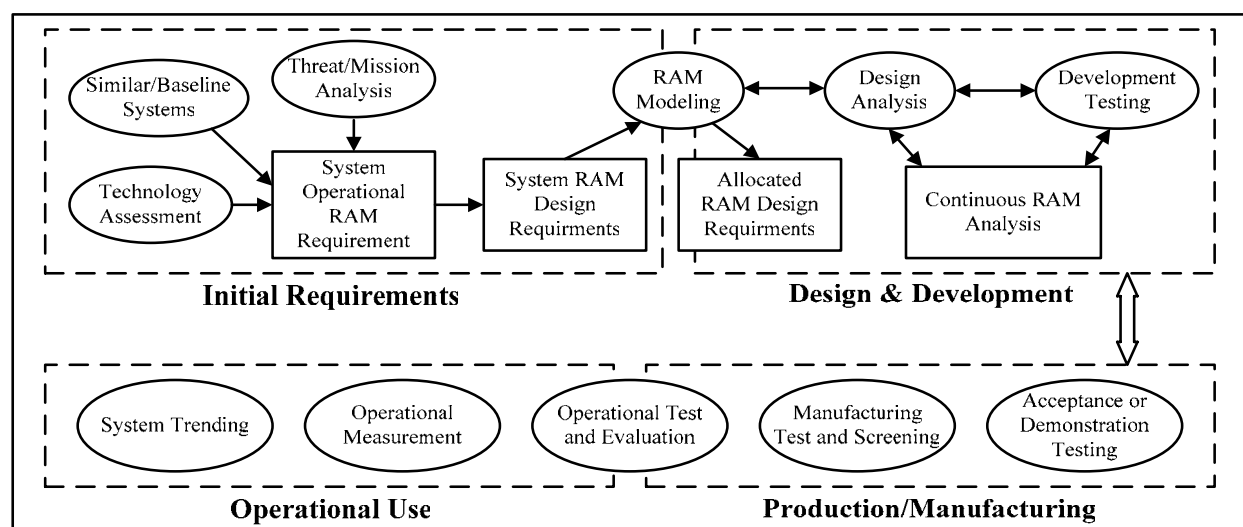 Similar/Baseline
Systems
Threat/Mission
Analysis
Technology
Assessment
System
Operational
RAM
Requirement
System RAM
Design
Requirments
RAM
Modeling
Allocated
RAM Design
Requirments
Design
Analysis
Development
Testing
Continuous RAM
Analysis
Initial Requirements
Design & Development
System Trending
Operational
Measurement
Operational Test
and Evaluation
Manufacturing
Test and Screening
Acceptance or
Demonstration
Testing
Operational Use
Production/Manufacturing